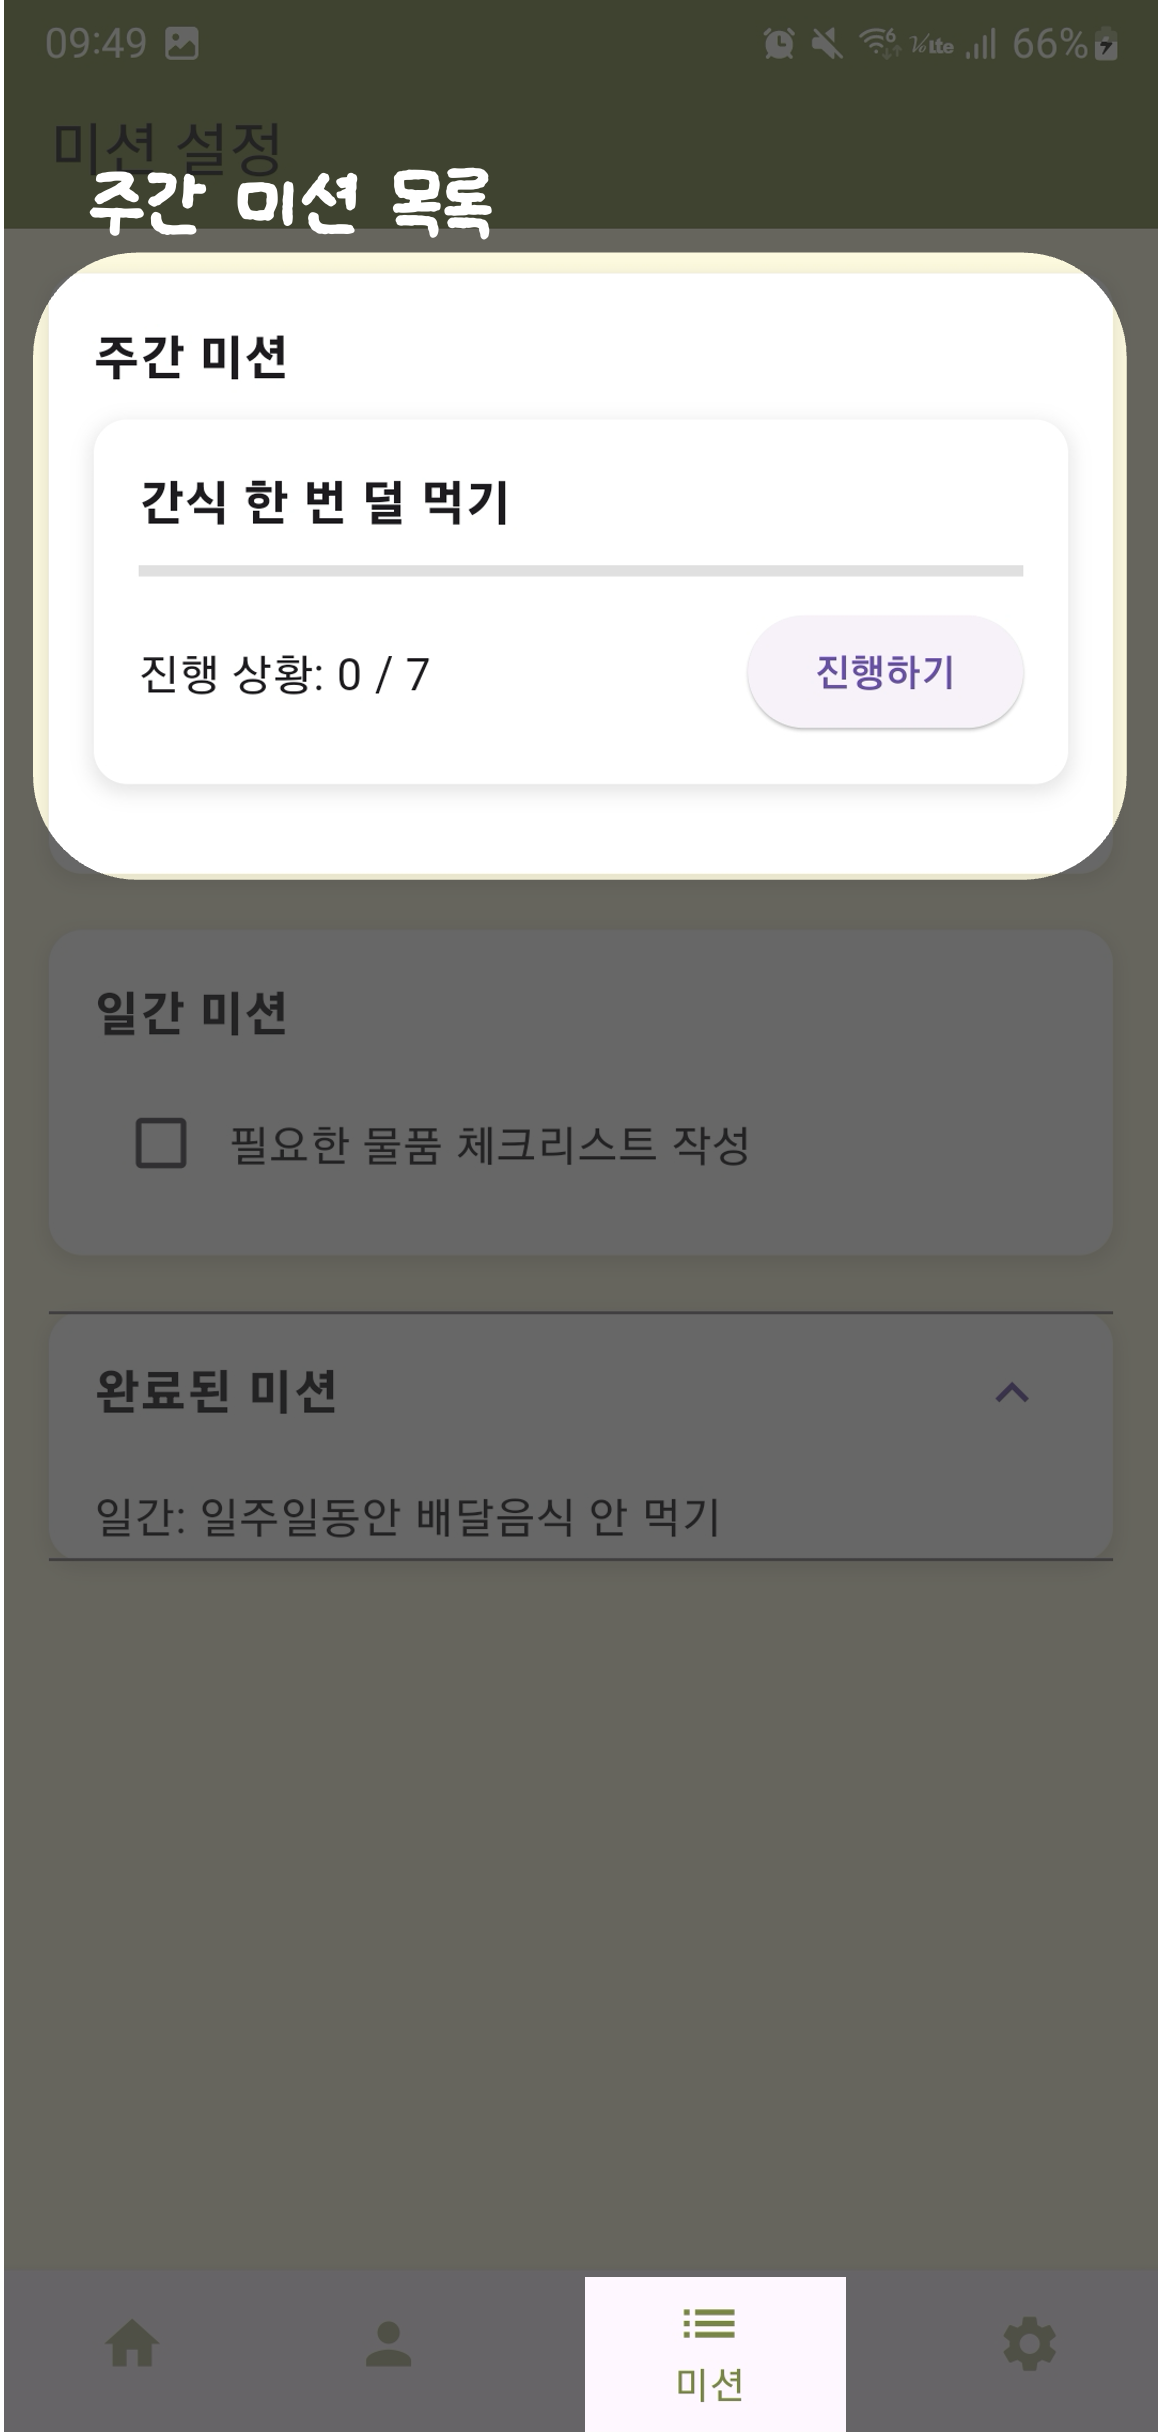 09:49
6 VoLte 66%
미션 설정
주간 미션 목록
주간 미션
간식 한 번 덜 먹기
진행 상황: 0 / 7 진행하기
일간 미션
필요한 물품 체크리스트 작성
완료된 미션
일간: 일주일동안 배달음식 안 먹기
미션